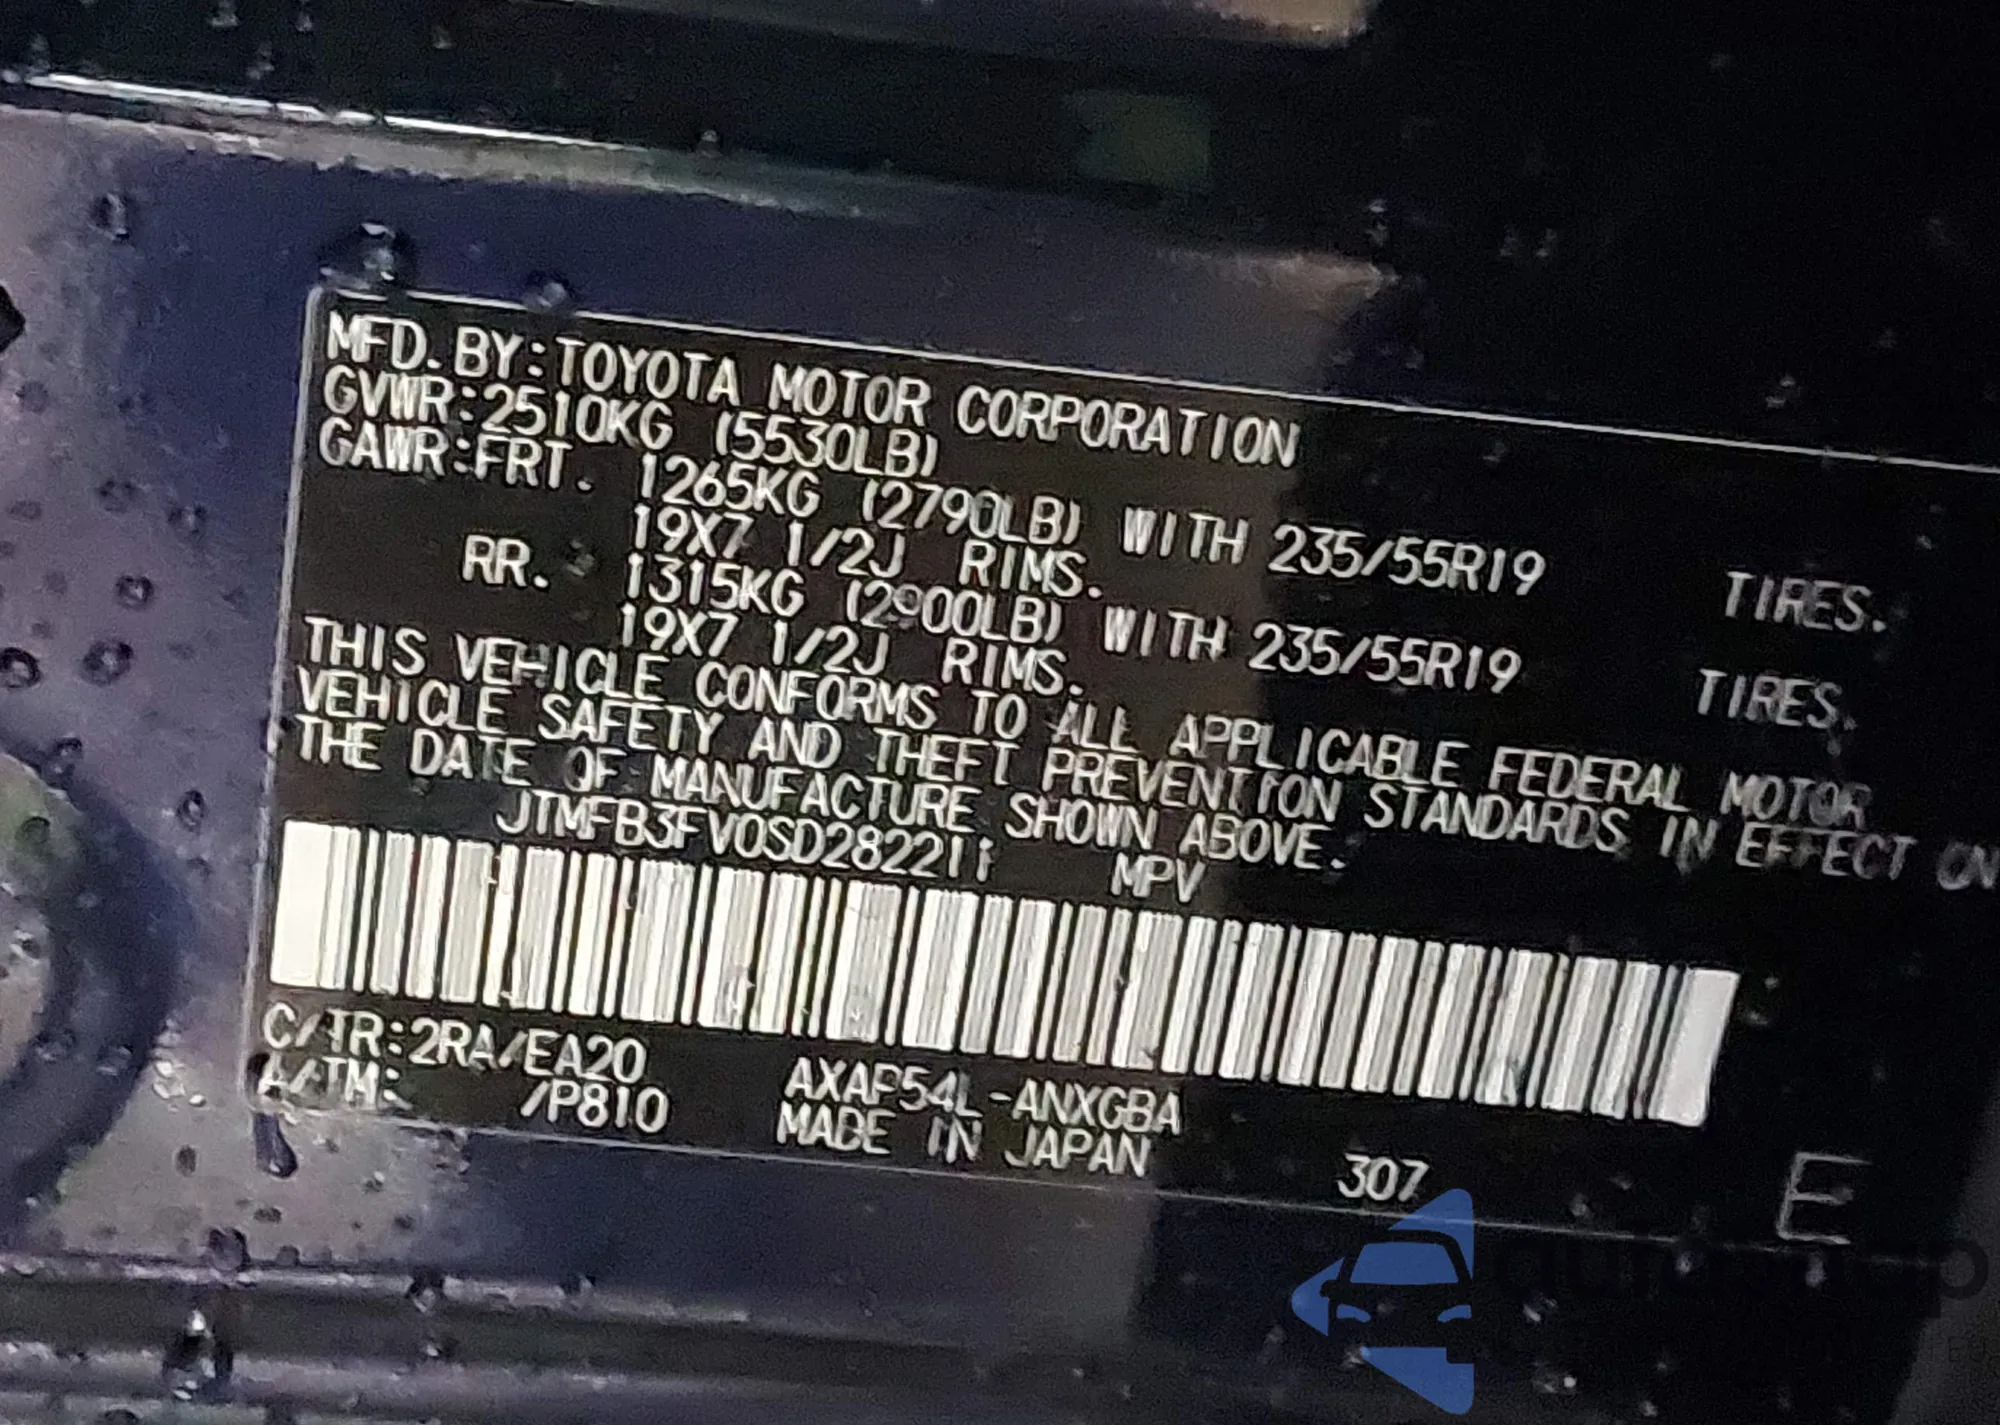 MFD. BY:TOYOTA MOTOR CORPORATION
GVWR:2510KG (5530LB)
GAWR:FRT. 1265KG (2790LB) WITH 235/55R19 TIRES.
19X7 1/2J RIMS.
RR. 1315KG (2900LB) WITH 235/55R19 TIRES.
19X7 1/2J RIMS.
THIS VEHICLE CONFORMS TO ALL APPLICABLE FEDERAL MOTOR
VEHICLE SAFETY AND THEFT PREVENTION STANDARDS IN EFFECT ON
THE DATE OF MANUFACTURE SHOWN ABOVE.
JTMFB3FV0SD282211 MPV
C/TR:2RA/EA20 AXAP54L-ANXGBA
A/TM: /P810 MADE IN JAPAN 307 E